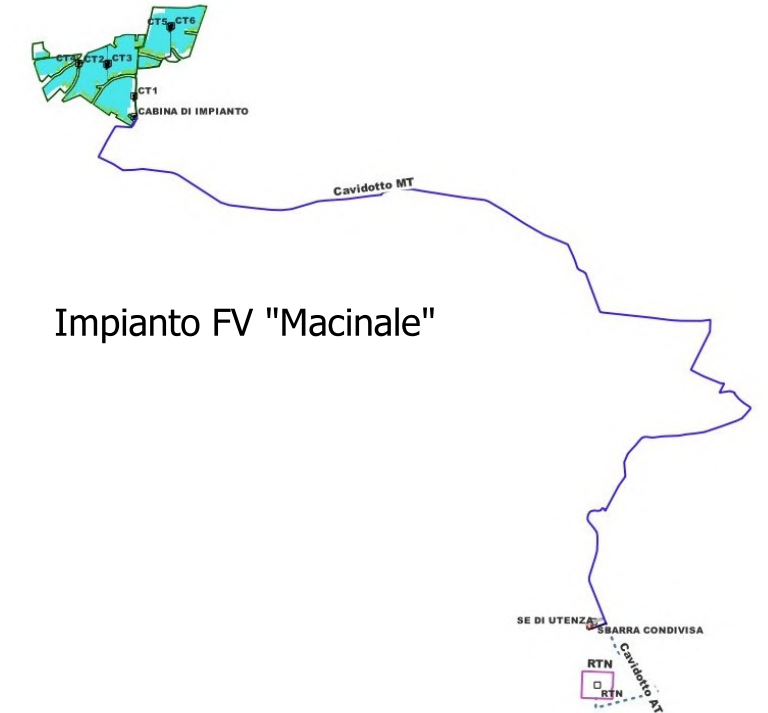 CT5
CT6
CT4
CT2
CT3
CT1
CABINA DI IMPIANTO
Cavidotto MT
Impianto FV "Macinale"
SE DI UTENZA
SBARRA CONDIVISA
Cavidotto AT
RTN
RTN